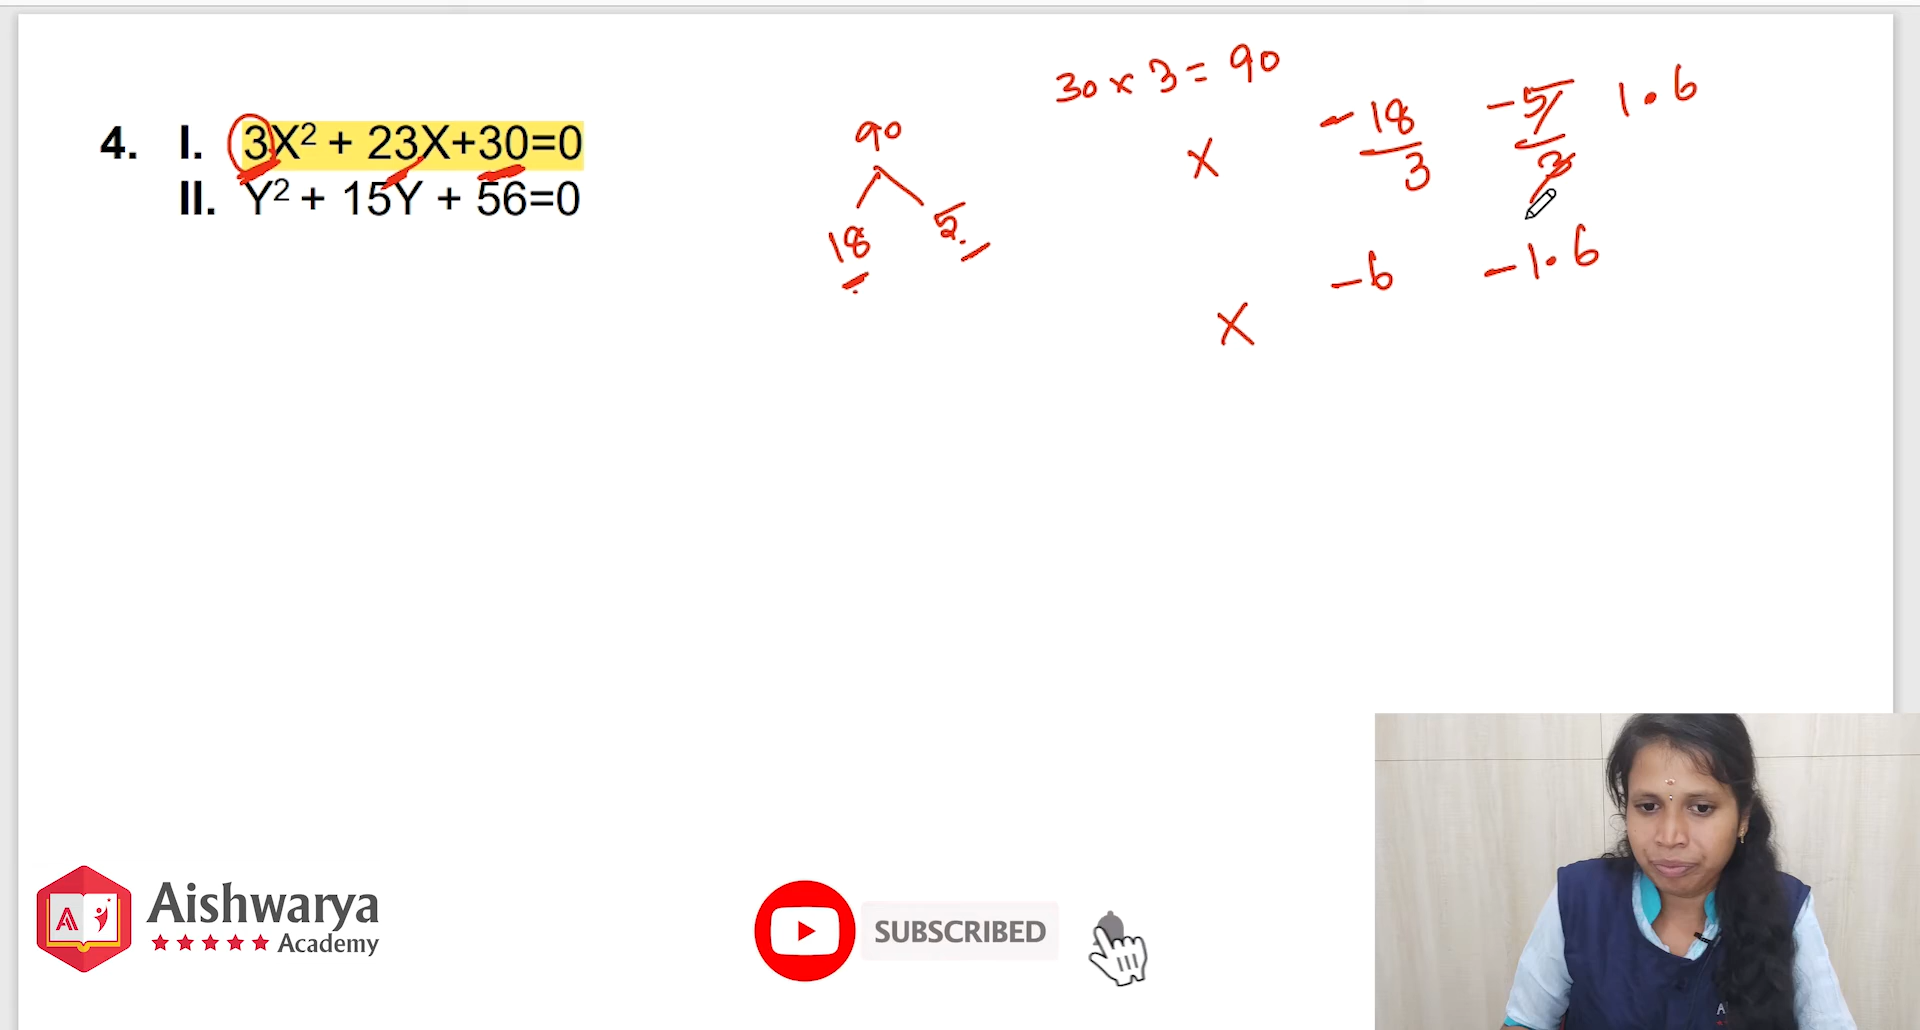 4. I. 3X² + 23X+30=0
II. Y² + 15Y + 56=0
30 x 3 = 90
90
18 5
X -18/3 -5/3 1.6
X -6 -1.6
A
Aishwarya
Academy
SUBSCRIBED